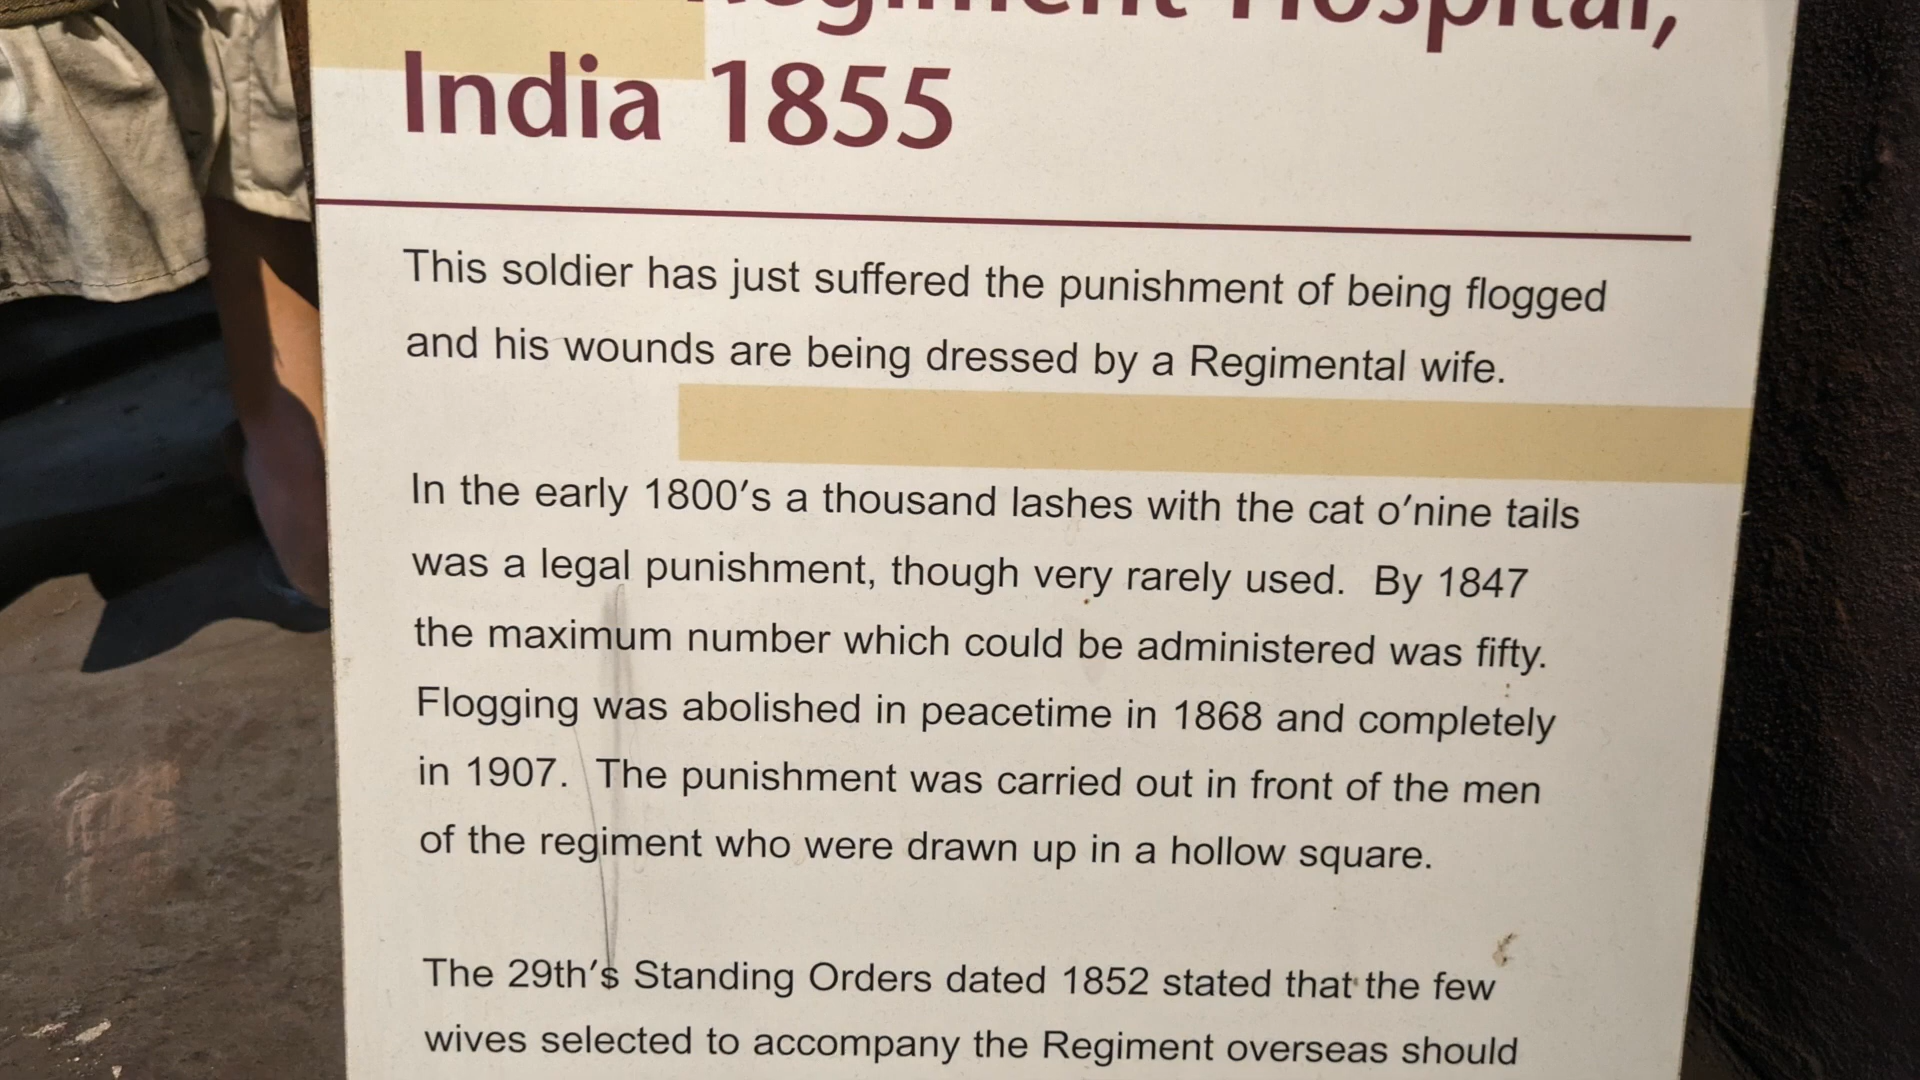 Regiment Hospital,
India 1855
This soldier has just suffered the punishment of being flogged
and his wounds are being dressed by a Regimental wife.
In the early 1800's a thousand lashes with the cat o'nine tails
was a legal punishment, though very rarely used. By 1847
the maximum number which could be administered was fifty.
Flogging was abolished in peacetime in 1868 and completely
in 1907. The punishment was carried out in front of the men
of the regiment who were drawn up in a hollow square.
The 29th's Standing Orders dated 1852 stated that the few
wives selected to accompany the Regiment overseas should